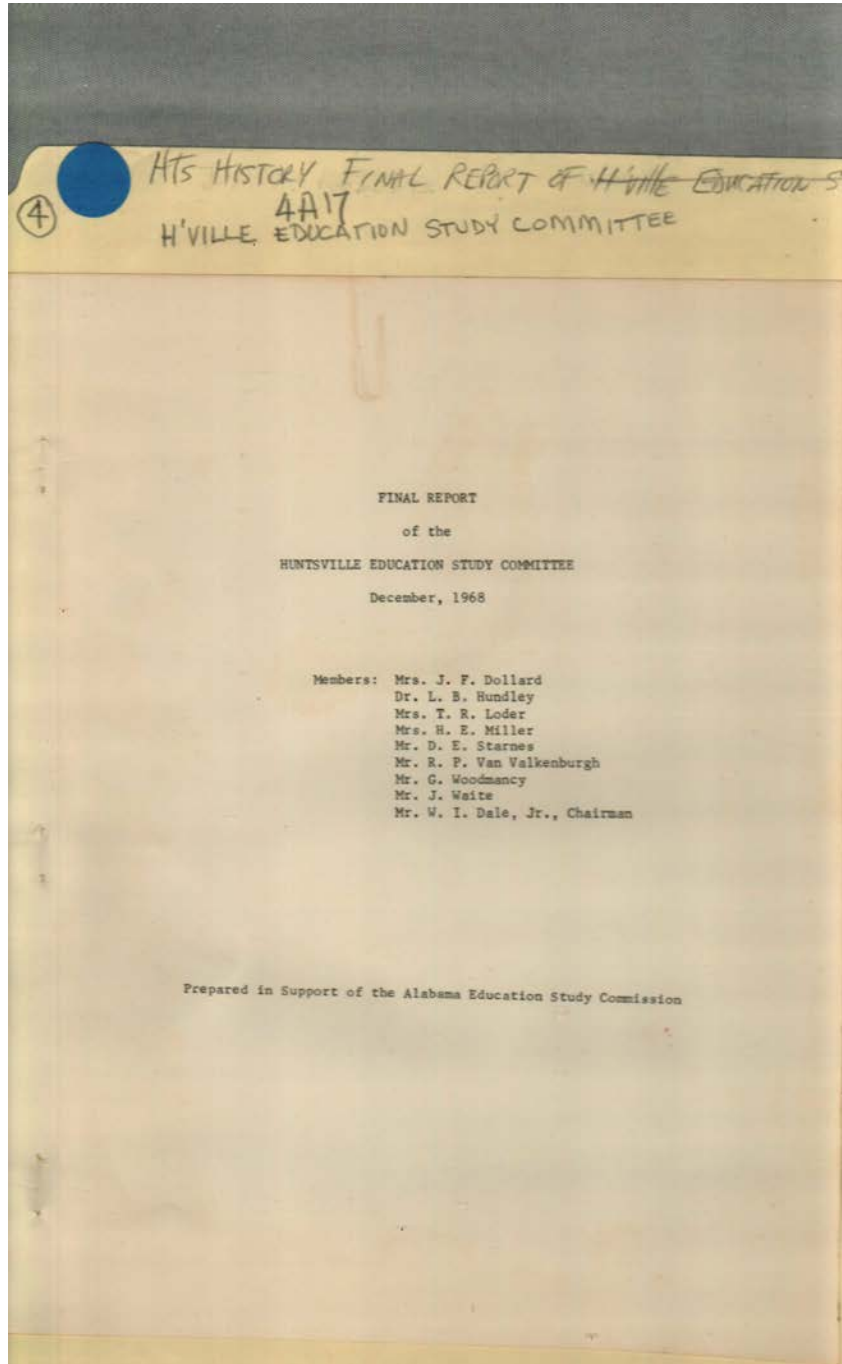 HTS HISTORY FINAL REPORT OF H'ville EDUCATION S
4
4A17
H'VILLE EDUCATION STUDY COMMITTEE
FINAL REPORT
of the
HUNTSVILLE EDUCATION STUDY COMMITTEE
December, 1968
Members: Mrs. J. F. Dollard
Dr. L. B. Hundley
Mrs. T. R. Loder
Mrs. H. E. Miller
Mr. D. E. Starnes
Mr. R. P. Van Valkenburgh
Mr. G. Woodmancy
Mr. J. Waite
Mr. W. I. Dale, Jr., Chairman
Prepared in Support of the Alabama Education Study Commission